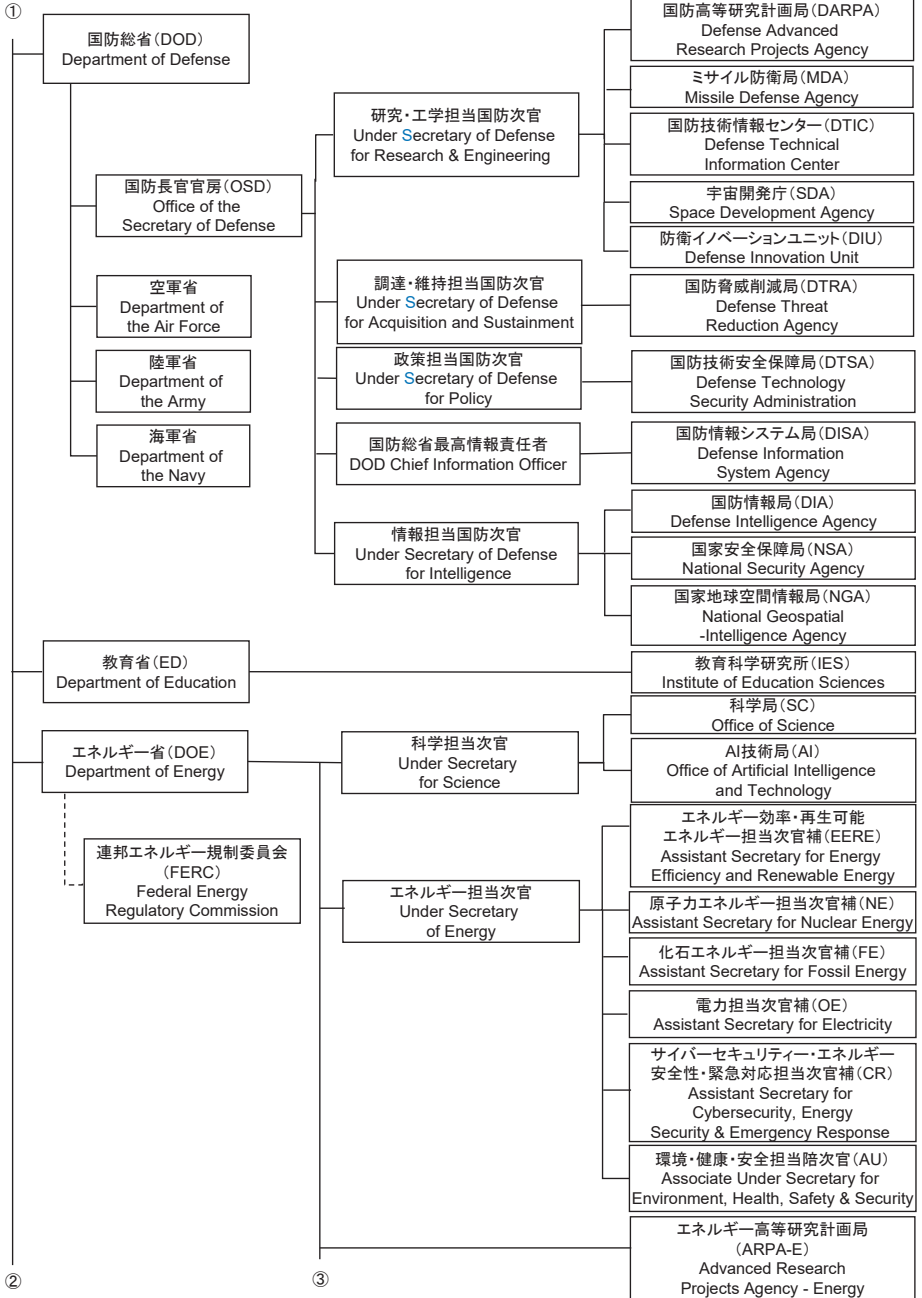 ①
国防総省(DOD)
Department of Defense
国防長官官房(OSD)
Office of the
Secretary of Defense
空軍省
Department of
the Air Force
陸軍省
Department of
the Army
海軍省
Department of
the Navy
研究・工学担当国防次官
Under Secretary of Defense
for Research & Engineering
国防高等研究計画局(DARPA)
Defense Advanced
Research Projects Agency
ミサイル防衛局(MDA)
Missile Defense Agency
国防技術情報センター(DTIC)
Defense Technical
Information Center
宇宙開発庁(SDA)
Space Development Agency
防衛イノベーションユニット(DIU)
Defense Innovation Unit
調達・維持担当国防次官
Under Secretary of Defense
for Acquisition and Sustainment
国防脅威削減局(DTRA)
Defense Threat
Reduction Agency
政策担当国防次官
Under Secretary of Defense
for Policy
国防技術安全保障局(DTSA)
Defense Technology
Security Administration
国防総省最高情報責任者
DOD Chief Information Officer
国防情報システム局(DISA)
Defense Information
System Agency
情報担当国防次官
Under Secretary of Defense
for Intelligence
国防情報局(DIA)
Defense Intelligence Agency
国家安全保障局(NSA)
National Security Agency
国家地球空間情報局(NGA)
National Geospatial
-Intelligence Agency
教育省(ED)
Department of Education
教育科学研究所(IES)
Institute of Education Sciences
エネルギー省(DOE)
Department of Energy
連邦エネルギー規制委員会
(FERC)
Federal Energy
Regulatory Commission
科学担当次官
Under Secretary
for Science
科学局(SC)
Office of Science
AI技術局(AI)
Office of Artificial Intelligence
and Technology
エネルギー担当次官
Under Secretary
of Energy
エネルギー効率・再生可能
エネルギー担当次官補(EERE)
Assistant Secretary for Energy
Efficiency and Renewable Energy
原子力エネルギー担当次官補(NE)
Assistant Secretary for Nuclear Energy
化石エネルギー担当次官補(FE)
Assistant Secretary for Fossil Energy
電力担当次官補(OE)
Assistant Secretary for Electricity
サイバーセキュリティー・エネルギー
安全性・緊急対応担当次官補(CR)
Assistant Secretary for
Cybersecurity, Energy
Security & Emergency Response
環境・健康・安全担当陪次官(AU)
Associate Under Secretary for
Environment, Health, Safety & Security
エネルギー高等研究計画局
(ARPA-E)
Advanced Research
Projects Agency - Energy
②
③